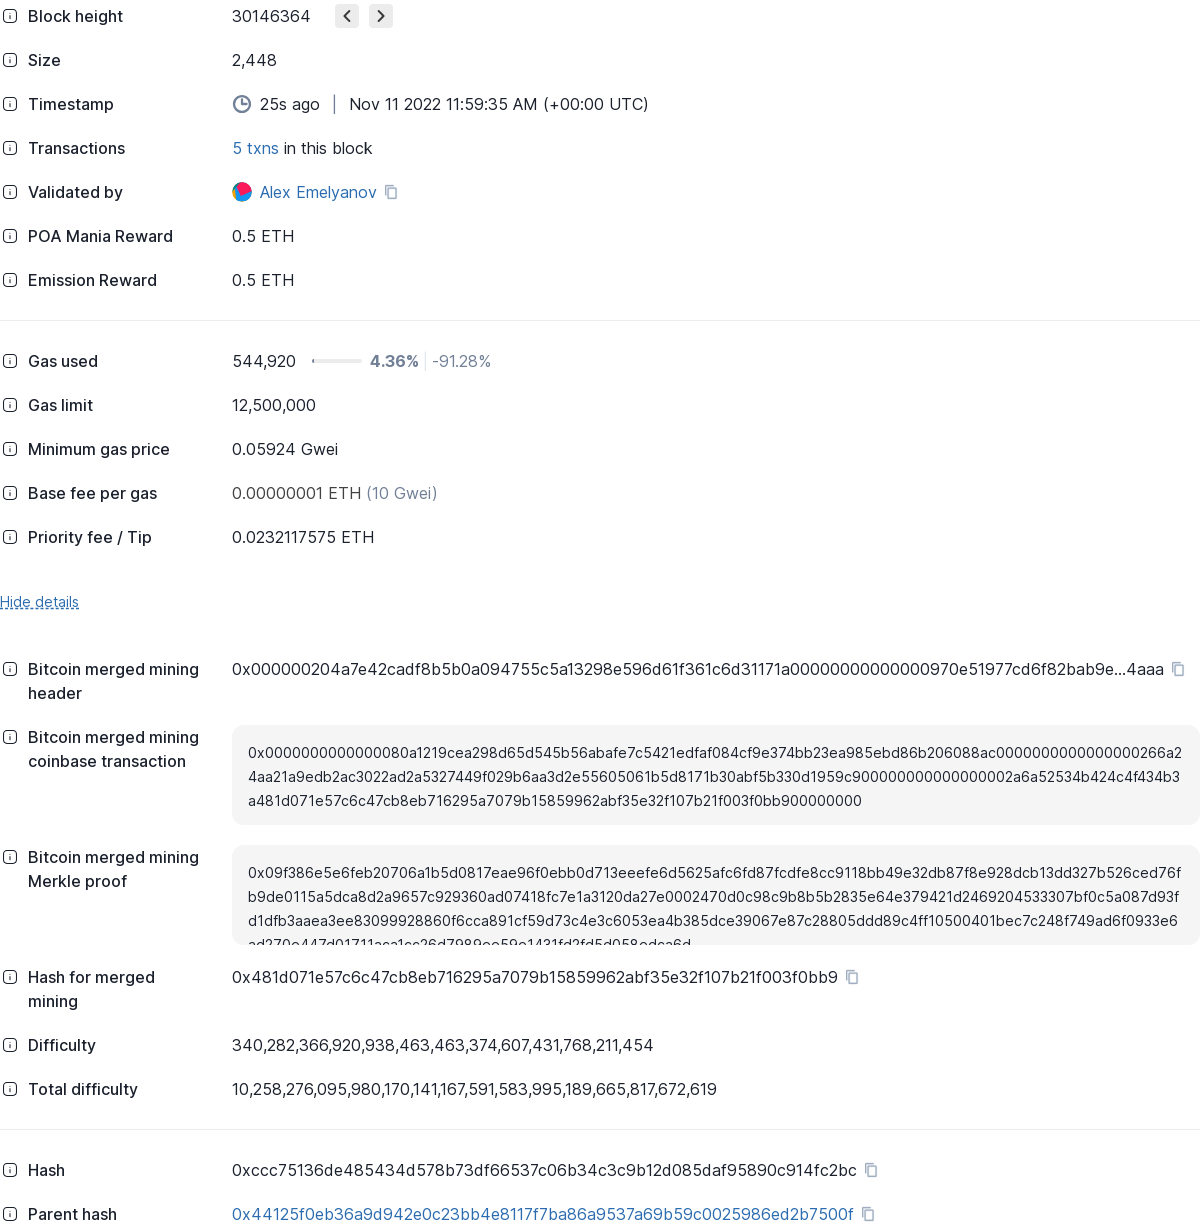 Block height 30146364
Size 2,448
Timestamp 25s ago | Nov 11 2022 11:59:35 AM (+00:00 UTC)
Transactions 5 txns in this block
Validated by Alex Emelyanov
POA Mania Reward 0.5 ETH
Emission Reward 0.5 ETH
Gas used 544,920 4.36% -91.28%
Gas limit 12,500,000
Minimum gas price 0.05924 Gwei
Base fee per gas 0.00000001 ETH (10 Gwei)
Priority fee / Tip 0.0232117575 ETH
Hide details
Bitcoin merged mining
header
0x000000204a7e42cadf8b5b0a094755c5a13298e596d61f361c6d31171a00000000000000970e51977cd6f82bab9e...4aaa
Bitcoin merged mining
coinbase transaction
0x0000000000000080a1219cea298d65d545b56abafe7c5421edfaf084cf9e374bb23ea985ebd86b206088ac0000000000000000266a2
4aa21a9edb2ac3022ad2a5327449f029b6aa3d2e55605061b5d8171b30abf5b330d1959c900000000000000002a6a52534b424c4f434b3
a481d071e57c6c47cb8eb716295a7079b15859962abf35e32f107b21f003f0bb900000000
Bitcoin merged mining
Merkle proof
0x09f386e5e6feb20706a1b5d0817eae96f0ebb0d713eeefe6d5625afc6fd87fcdfe8cc9118bb49e32db87f8e928dcb13dd327b526ced76f
b9de0115a5dca8d2a9657c929360ad07418fc7e1a3120da27e0002470d0c98c9b8b5b2835e64e379421d2469204533307bf0c5a087d93f
d1dfb3aaea3ee83099928860f6cca891cf59d73c4e3c6053ea4b385dce39067e87c28805ddd89c4ff10500401bec7c248f749ad6f0933e6
Hash for merged
mining
0x481d071e57c6c47cb8eb716295a7079b15859962abf35e32f107b21f003f0bb9
Difficulty 340,282,366,920,938,463,463,374,607,431,768,211,454
Total difficulty 10,258,276,095,980,170,141,167,591,583,995,189,665,817,672,619
Hash 0xccc75136de485434d578b73df66537c06b34c3c9b12d085daf95890c914fc2bc
Parent hash 0x44125f0eb36a9d942e0c23bb4e8117f7ba86a9537a69b59c0025986ed2b7500f